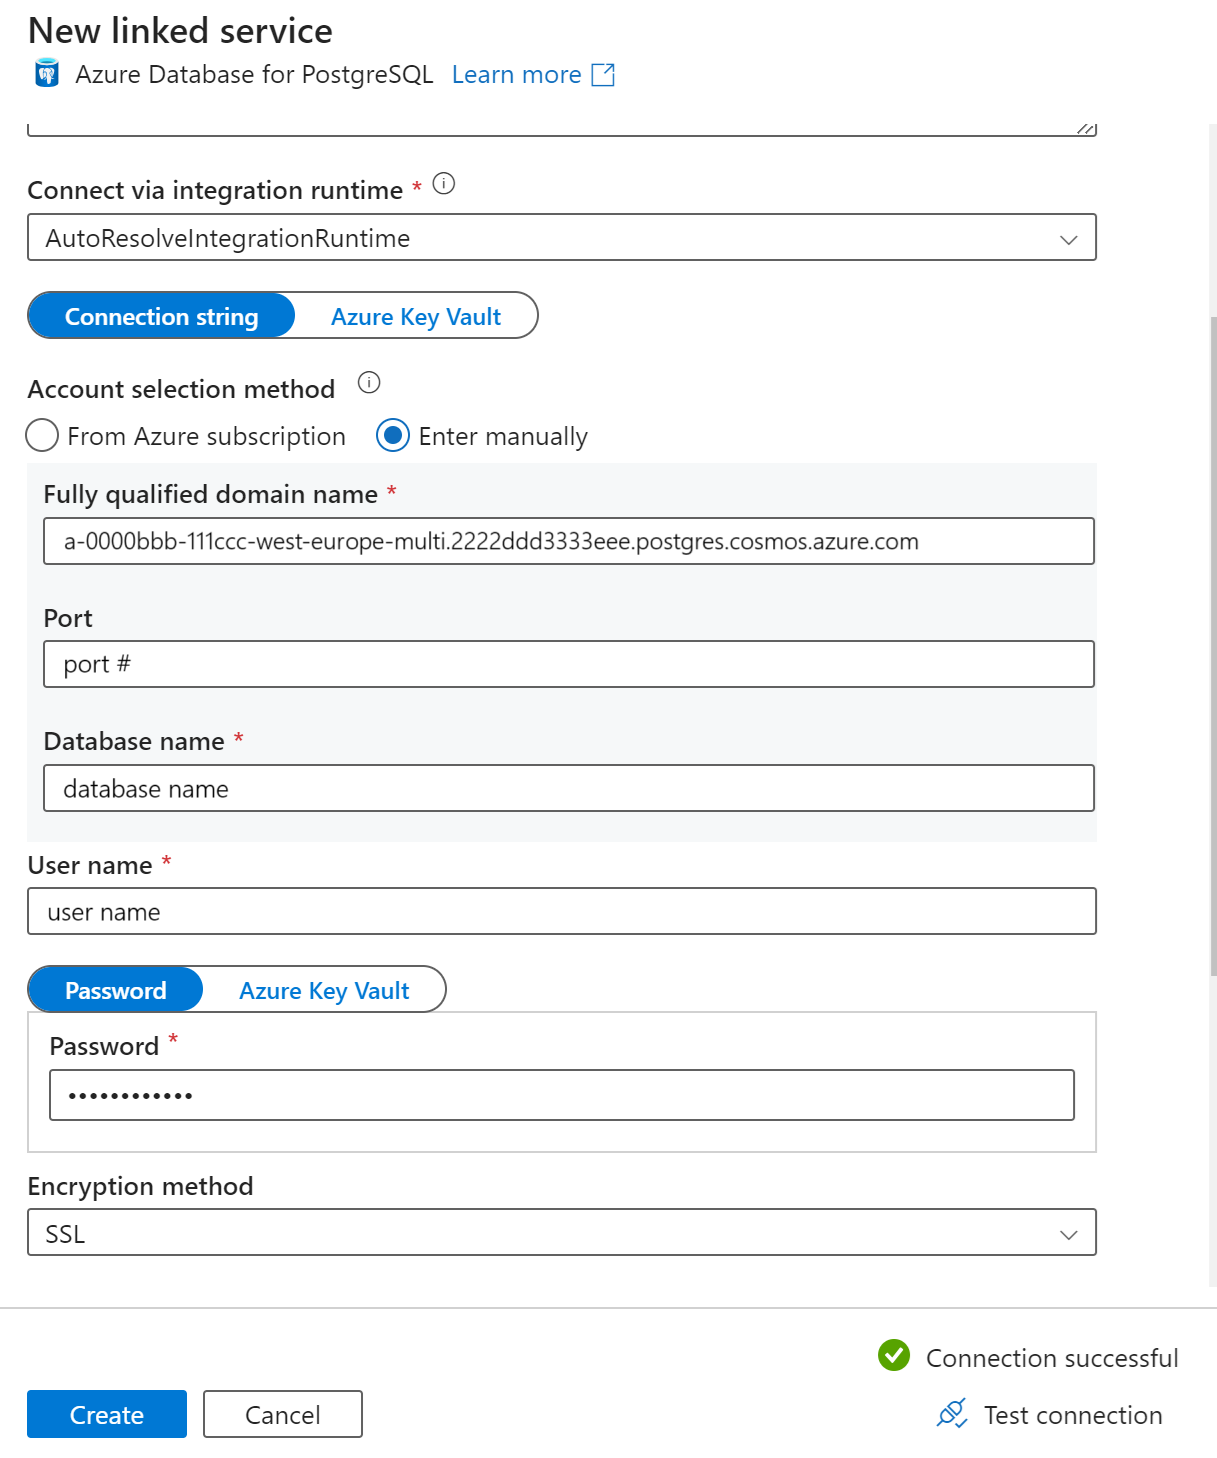 New linked service
Azure Database for PostgreSQL Learn more
Connect via integration runtime *
AutoResolveIntegrationRuntime
Connection string Azure Key Vault
Account selection method
From Azure subscription Enter manually
Fully qualified domain name *
a-0000bbb-111ccc-west-europe-multi.2222ddd3333eee.postgres.cosmos.azure.com
Port
port #
Database name *
database name
User name *
user name
Password Azure Key Vault
Password *
••••••••••••
Encryption method
SSL
Connection successful
Create Cancel Test connection